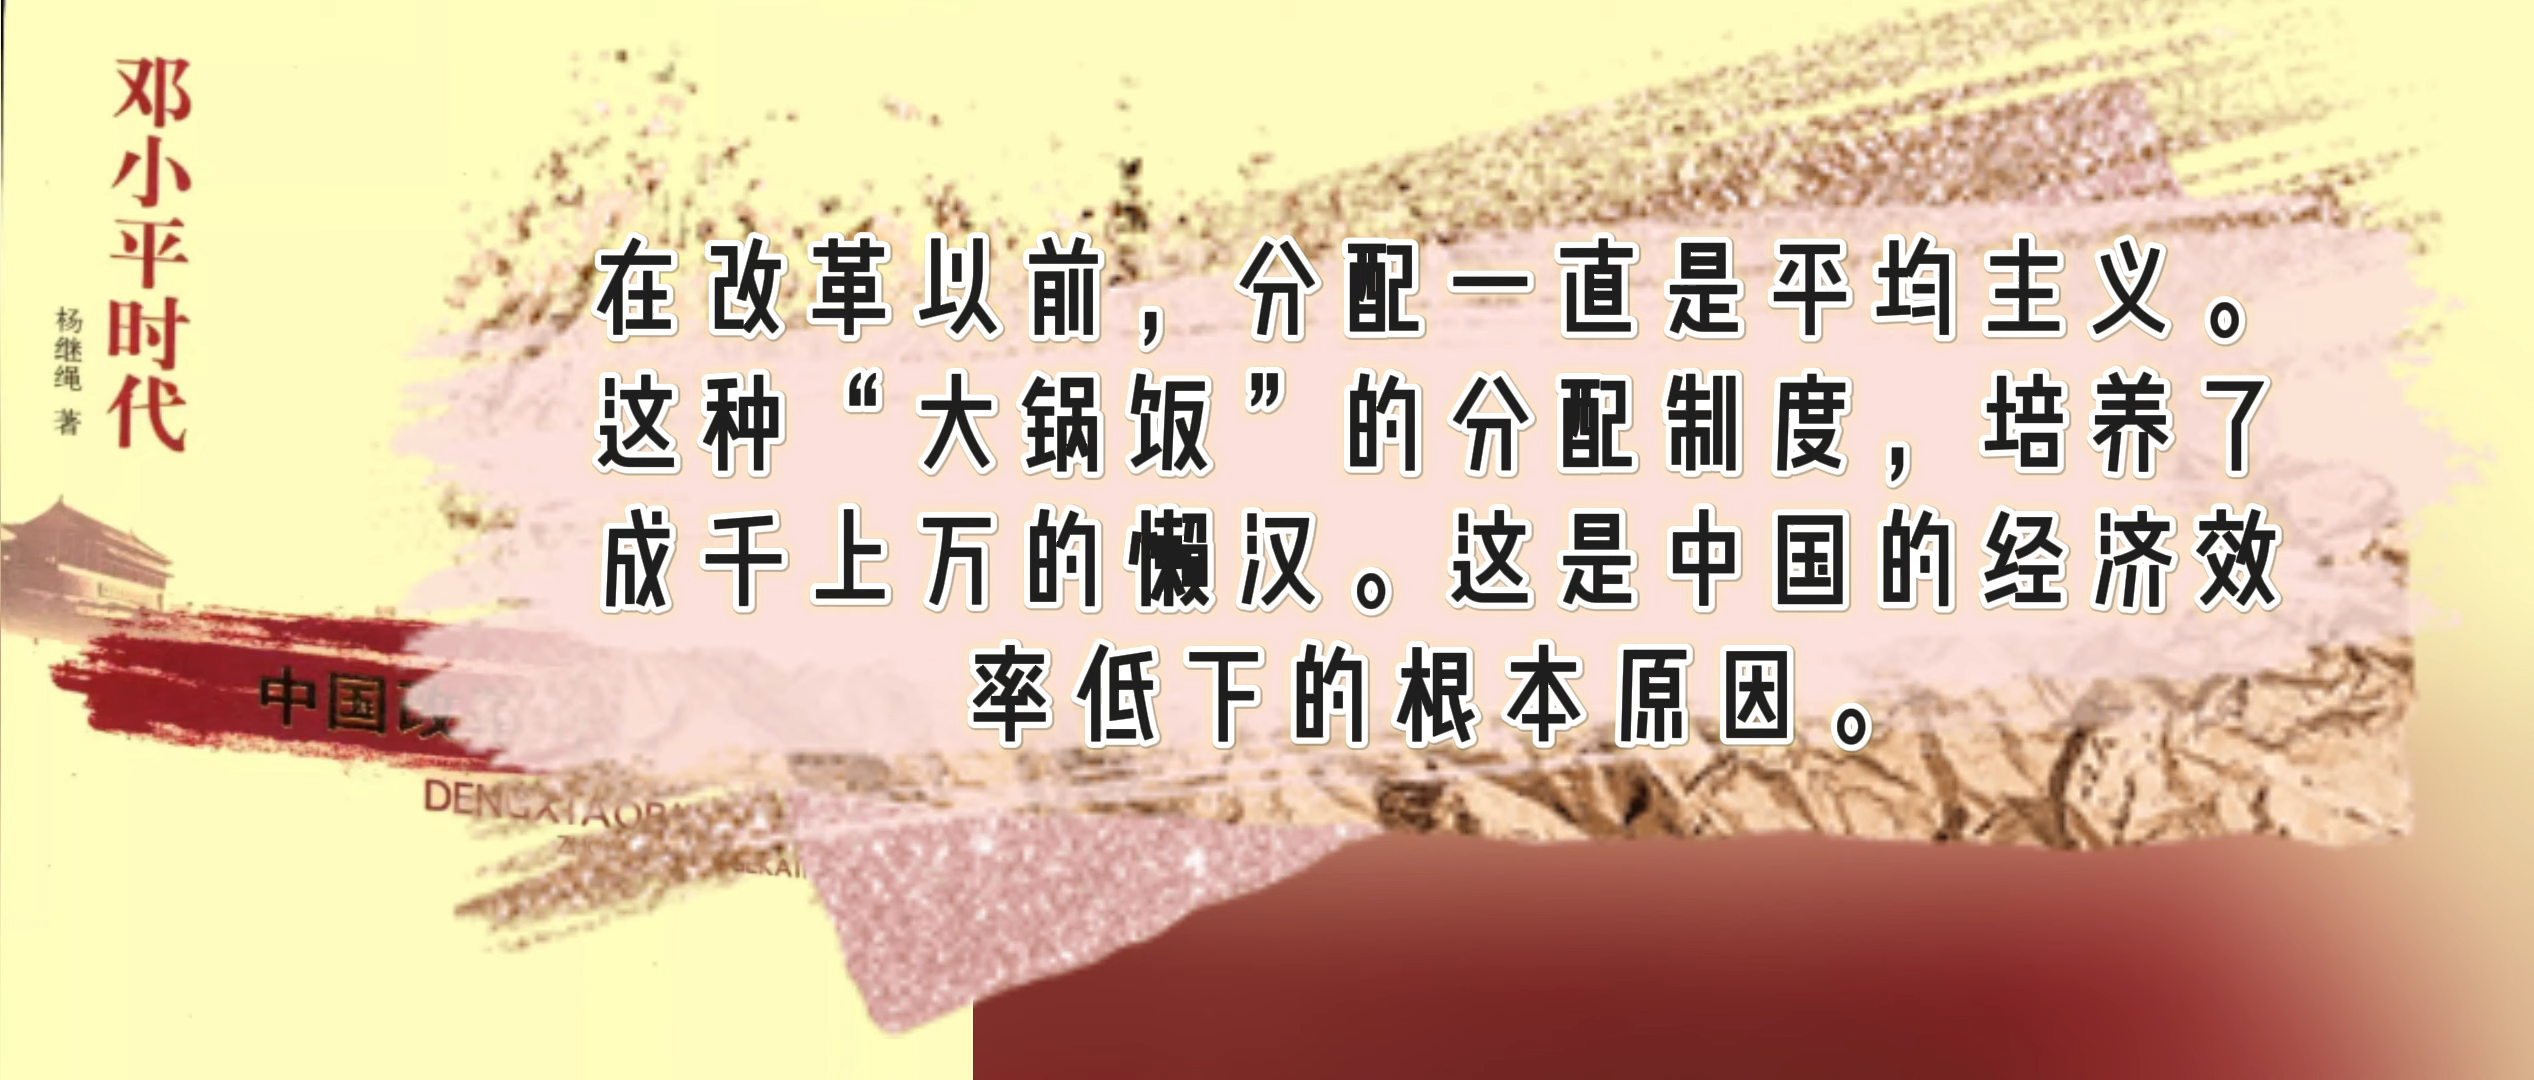 邓小平时代
杨继绳 著
在改革以前，分配一直是平均主义。
这种“大锅饭”的分配制度，培养了
成千上万的懒汉。这是中国的经济效
率低下的根本原因。
中国